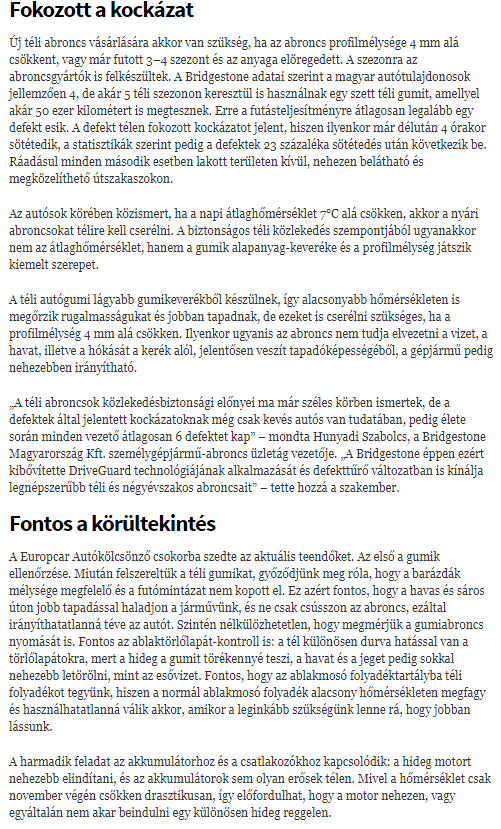 Fokozott a kockázat
Új téli abroncs vásárlására akkor van szükség, ha az abroncs profilmélysége 4 mm alá
csökkent, vagy már futott 3–4 szezont és az anyaga elöregedett. A szezonra az
abroncsgyártók is felkészültek. A Bridgestone adatai szerint a magyar autótulajdonosok
jellemzően 4, de akár 5 téli szezonon keresztül is használnak egy szett téli gumit, amellyel
akár 50 ezer kilométert is megtesznek. Erre a futásteljesítményre átlagosan legalább egy
defekt esik. A defekt télen fokozott kockázatot jelent, hiszen ilyenkor már délután 4 órakor
sötétedik, a statisztikák szerint pedig a defektek 23 százaléka sötétedés után következik be.
Ráadásul minden második esetben lakott területen kívül, nehezen belátható és
megközelíthető útszakaszokon.
Az autósok körében közismert, ha a napi átlaghőmérséklet 7°C alá csökken, akkor a nyári
abroncsokat télire kell cserélni. A biztonságos téli közlekedés szempontjából ugyanakkor
nem az átlaghőmérséklet, hanem a gumik alapanyag-keveréke és a profilmélység játszik
kiemelt szerepet.
A téli autógumi lágyabb gumikeverékből készülnek, így alacsonyabb hőmérsékleten is
megőrzik rugalmasságukat és jobban tapadnak, de ezeket is cserélni szükséges, ha a
profilmélység 4 mm alá csökken. Ilyenkor ugyanis az abroncs nem tudja elvezetni a vizet, a
havat, illetve a hókását a kerék alól, jelentősen veszít tapadóképességéből, a gépjármű pedig
nehezebben irányítható.
„A téli abroncsok közlekedésbiztonsági előnyei ma már széles körben ismertek, de a
defektek által jelentett kockázatoknak még csak kevés autós van tudatában, pedig élete
során minden vezető átlagosan 6 defektet kap” – mondta Hunyadi Szabolcs, a Bridgestone
Magyarország Kft. személygépjármű-abroncs üzletág vezetője. „A Bridgestone éppen ezért
kibővítette DriveGuard technológiájának alkalmazását és defekttűrő változatban is kínálja
legnépszerűbb téli és négyévszakos abroncsait” – tette hozzá a szakember.
Fontos a körültekintés
A Europcar Autókölcsönző csokorba szedte az aktuális teendőket. Az első a gumik
ellenőrzése. Miután felszereltük a téli gumikat, győződjünk meg róla, hogy a barázdák
mélysége megfelelő és a futómintázat nem kopott el. Ez azért fontos, hogy a havas és sáros
úton jobb tapadással haladjon a járművünk, és ne csak csússzon az abroncs, ezáltal
irányíthatatlanná téve az autót. Szintén nélkülözhetetlen, hogy megmérjük a gumiabroncs
nyomását is. Fontos az ablaktörlőlapát-kontroll is: a tél különösen durva hatással van a
törlőlapátokra, mert a hideg a gumit törékennyé teszi, a havat és a jeget pedig sokkal
nehezebb letörölni, mint az esővizet. Fontos, hogy az ablakmosó folyadéktartályba téli
folyadékot tegyünk, hiszen a normál ablakmosó folyadék alacsony hőmérsékleten megfagy
és használhatatlanná válik akkor, amikor a leginkább szükségünk lenne rá, hogy jobban
lássunk.
A harmadik feladat az akkumulátorhoz és a csatlakozókhoz kapcsolódik: a hideg motort
nehezebb elindítani, és az akkumulátorok sem olyan erősek télen. Mivel a hőmérséklet csak
november végén csökken drasztikusan, így előfordulhat, hogy a motor nehezen, vagy
egyáltalán nem akar beindulni egy különösen hideg reggelen.